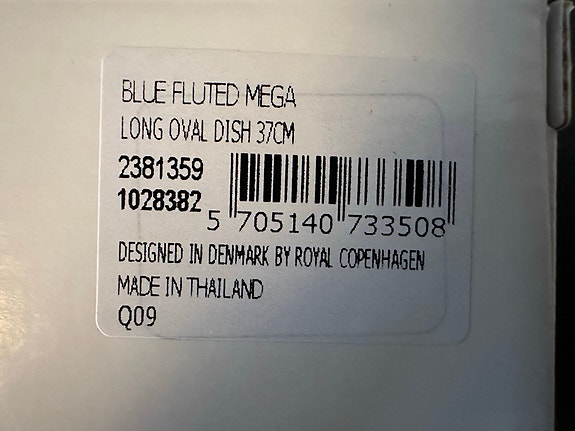 BLUE FLUTED MEGA
LONG OVAL DISH 37CM
2381359
1028382
5 705140 733508
DESIGNED IN DENMARK BY ROYAL COPENHAGEN
MADE IN THAILAND
Q09